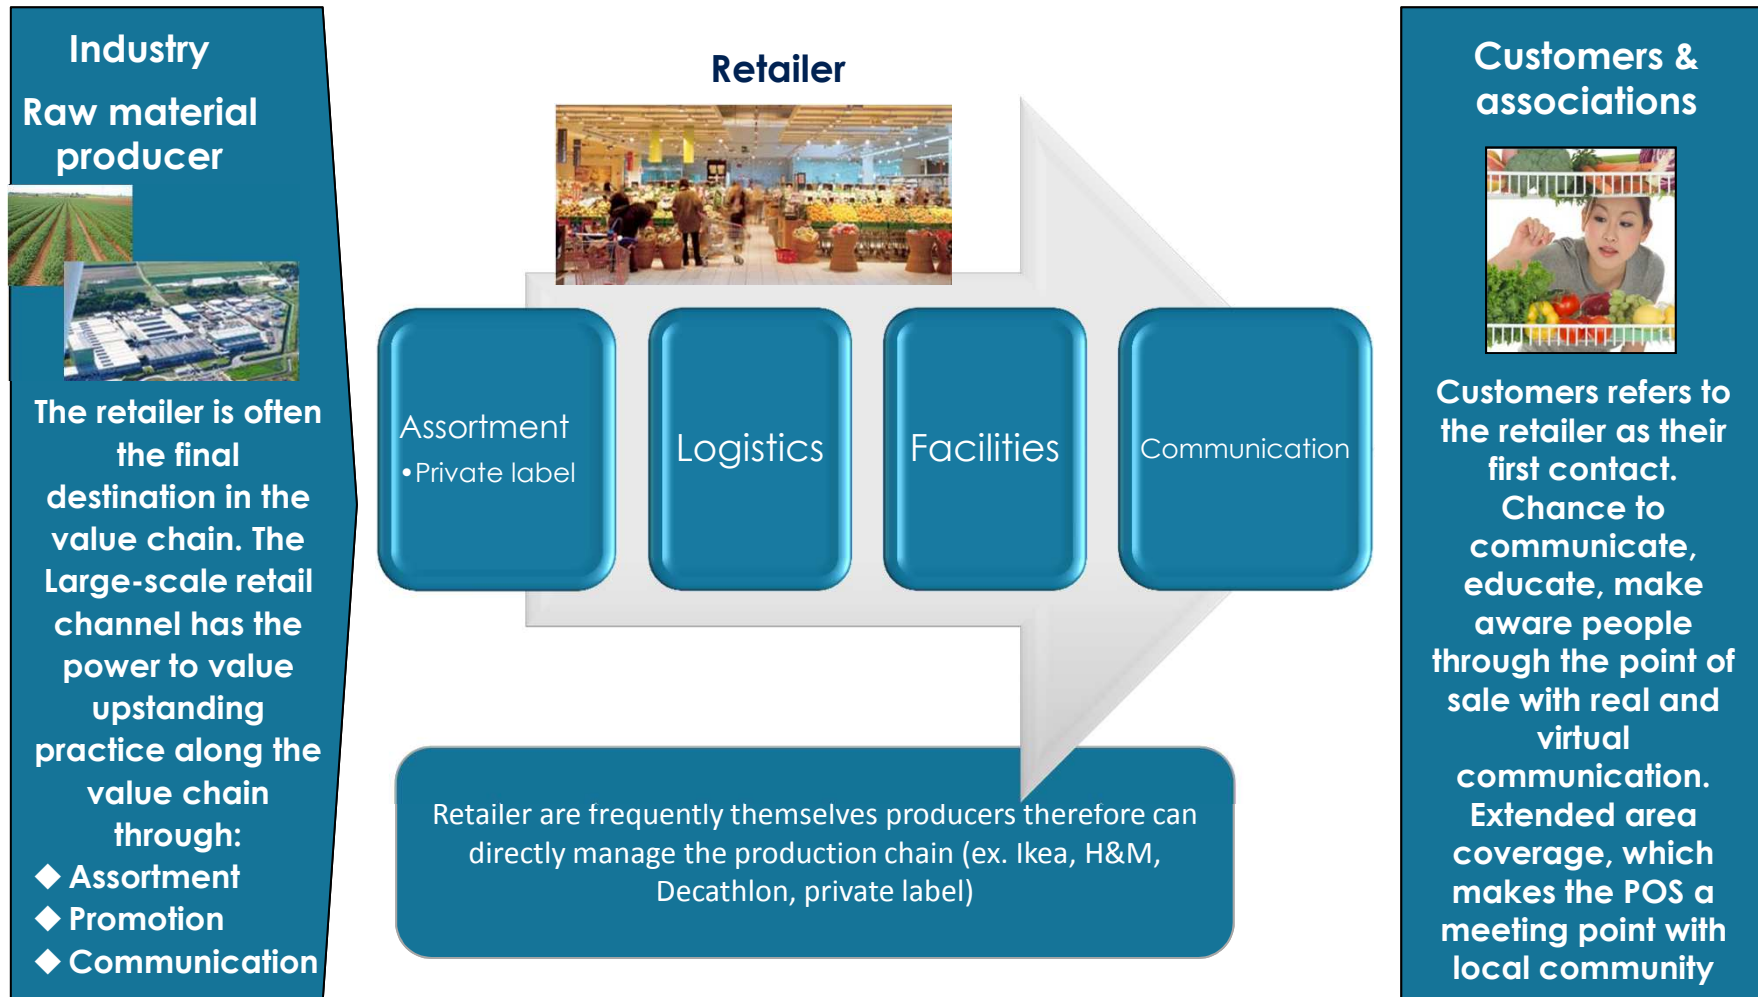 Industry
Raw material
producer
The retailer is often
the final
destination in the
value chain. The
Large-scale retail
channel has the
power to value
upstanding
practice along the
value chain
through:
◆ Assortment
◆ Promotion
◆ Communication
Retailer
Assortment
•Private label
Logistics
Facilities
Communication
Retailer are frequently themselves producers therefore can
directly manage the production chain (ex. Ikea, H&M,
Decathlon, private label)
Customers &
associations
Customers refers to
the retailer as their
first contact.
Chance to
communicate,
educate, make
aware people
through the point of
sale with real and
virtual
communication.
Extended area
coverage, which
makes the POS a
meeting point with
local community